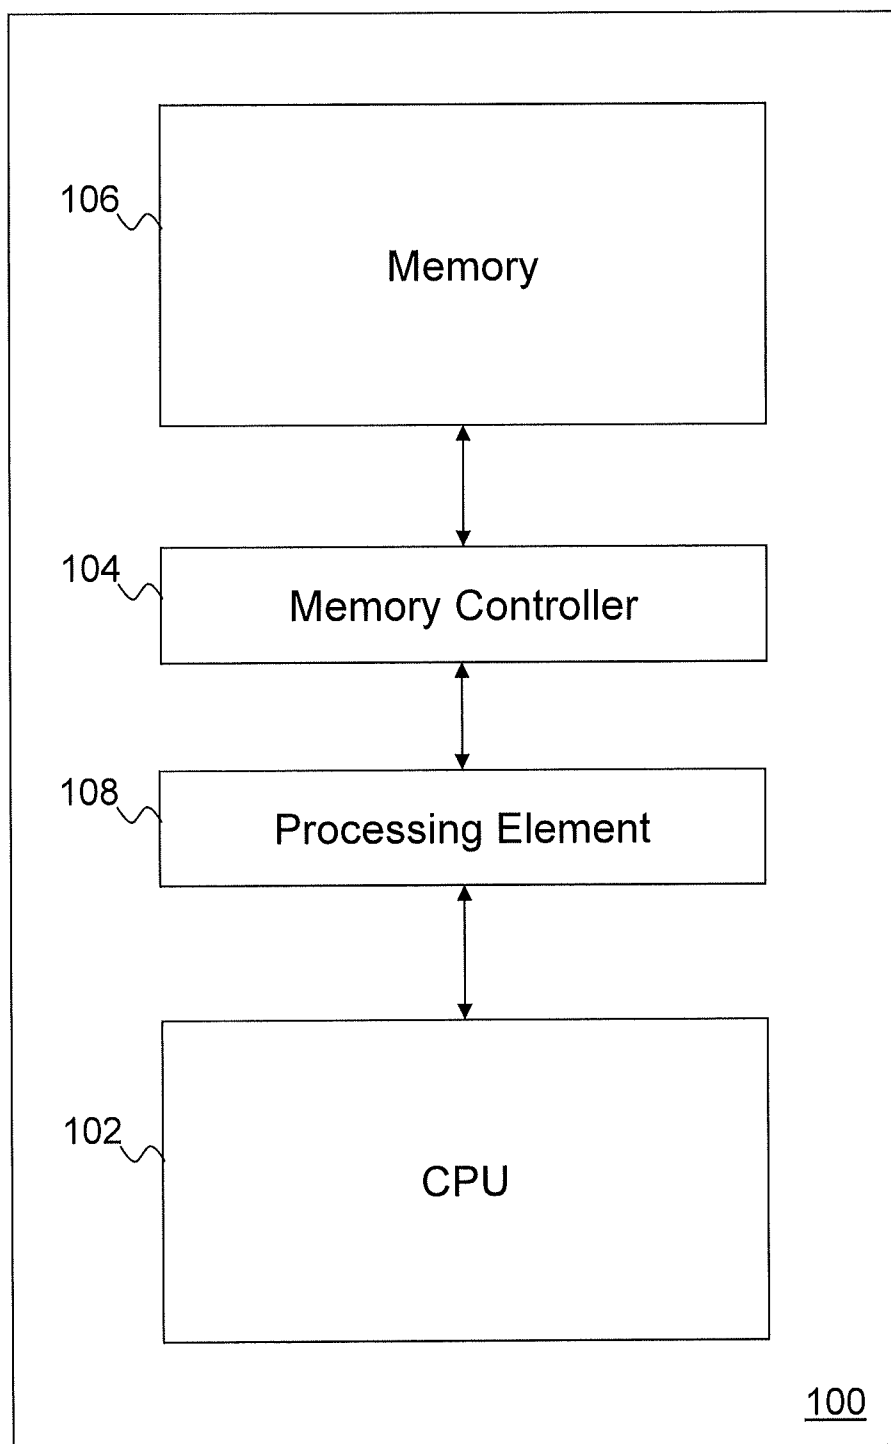 106
Memory
104
Memory Controller
108
Processing Element
102
CPU
100